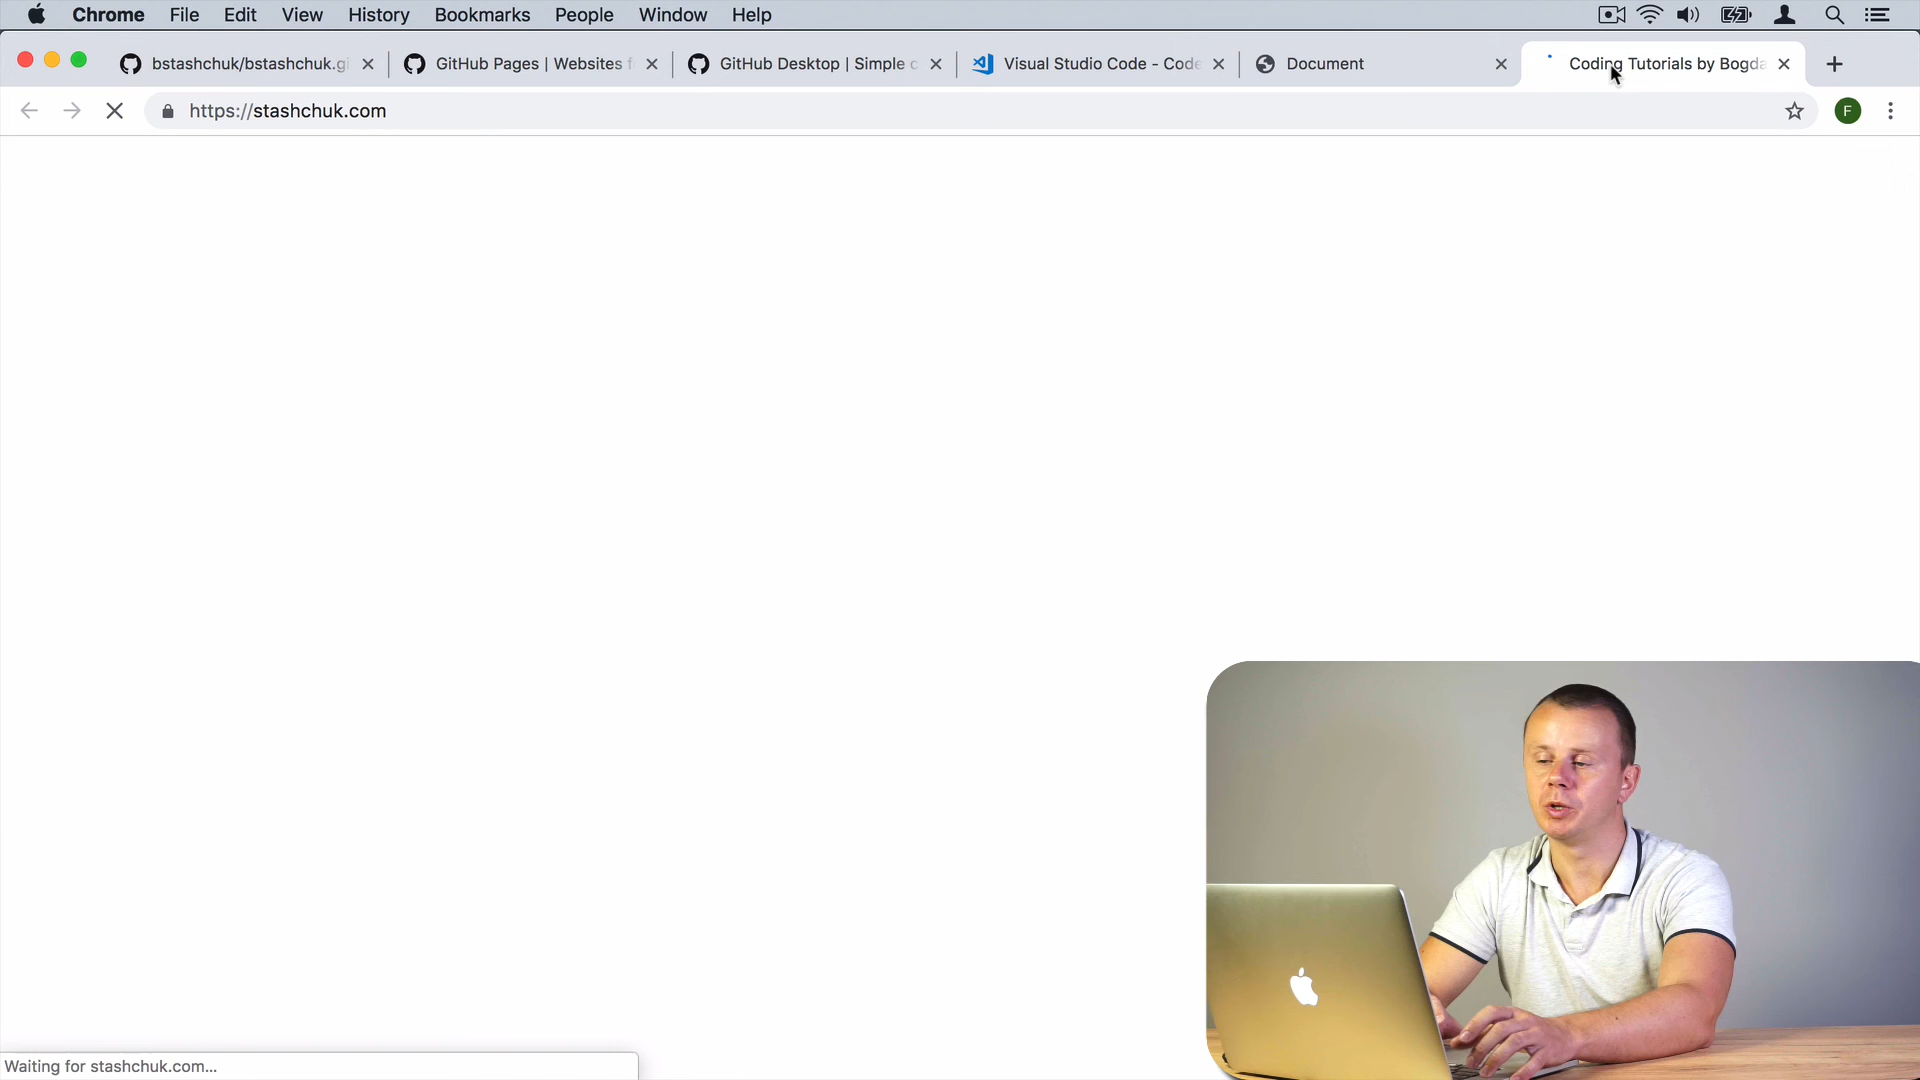 Chrome File Edit View History Bookmarks People Window Help
bstashchuk/bstashchuk.gi
GitHub Pages | Websites f
GitHub Desktop | Simple c
Visual Studio Code - Code
Document
Coding Tutorials by Bogda
https://stashchuk.com
F
Waiting for stashchuk.com...